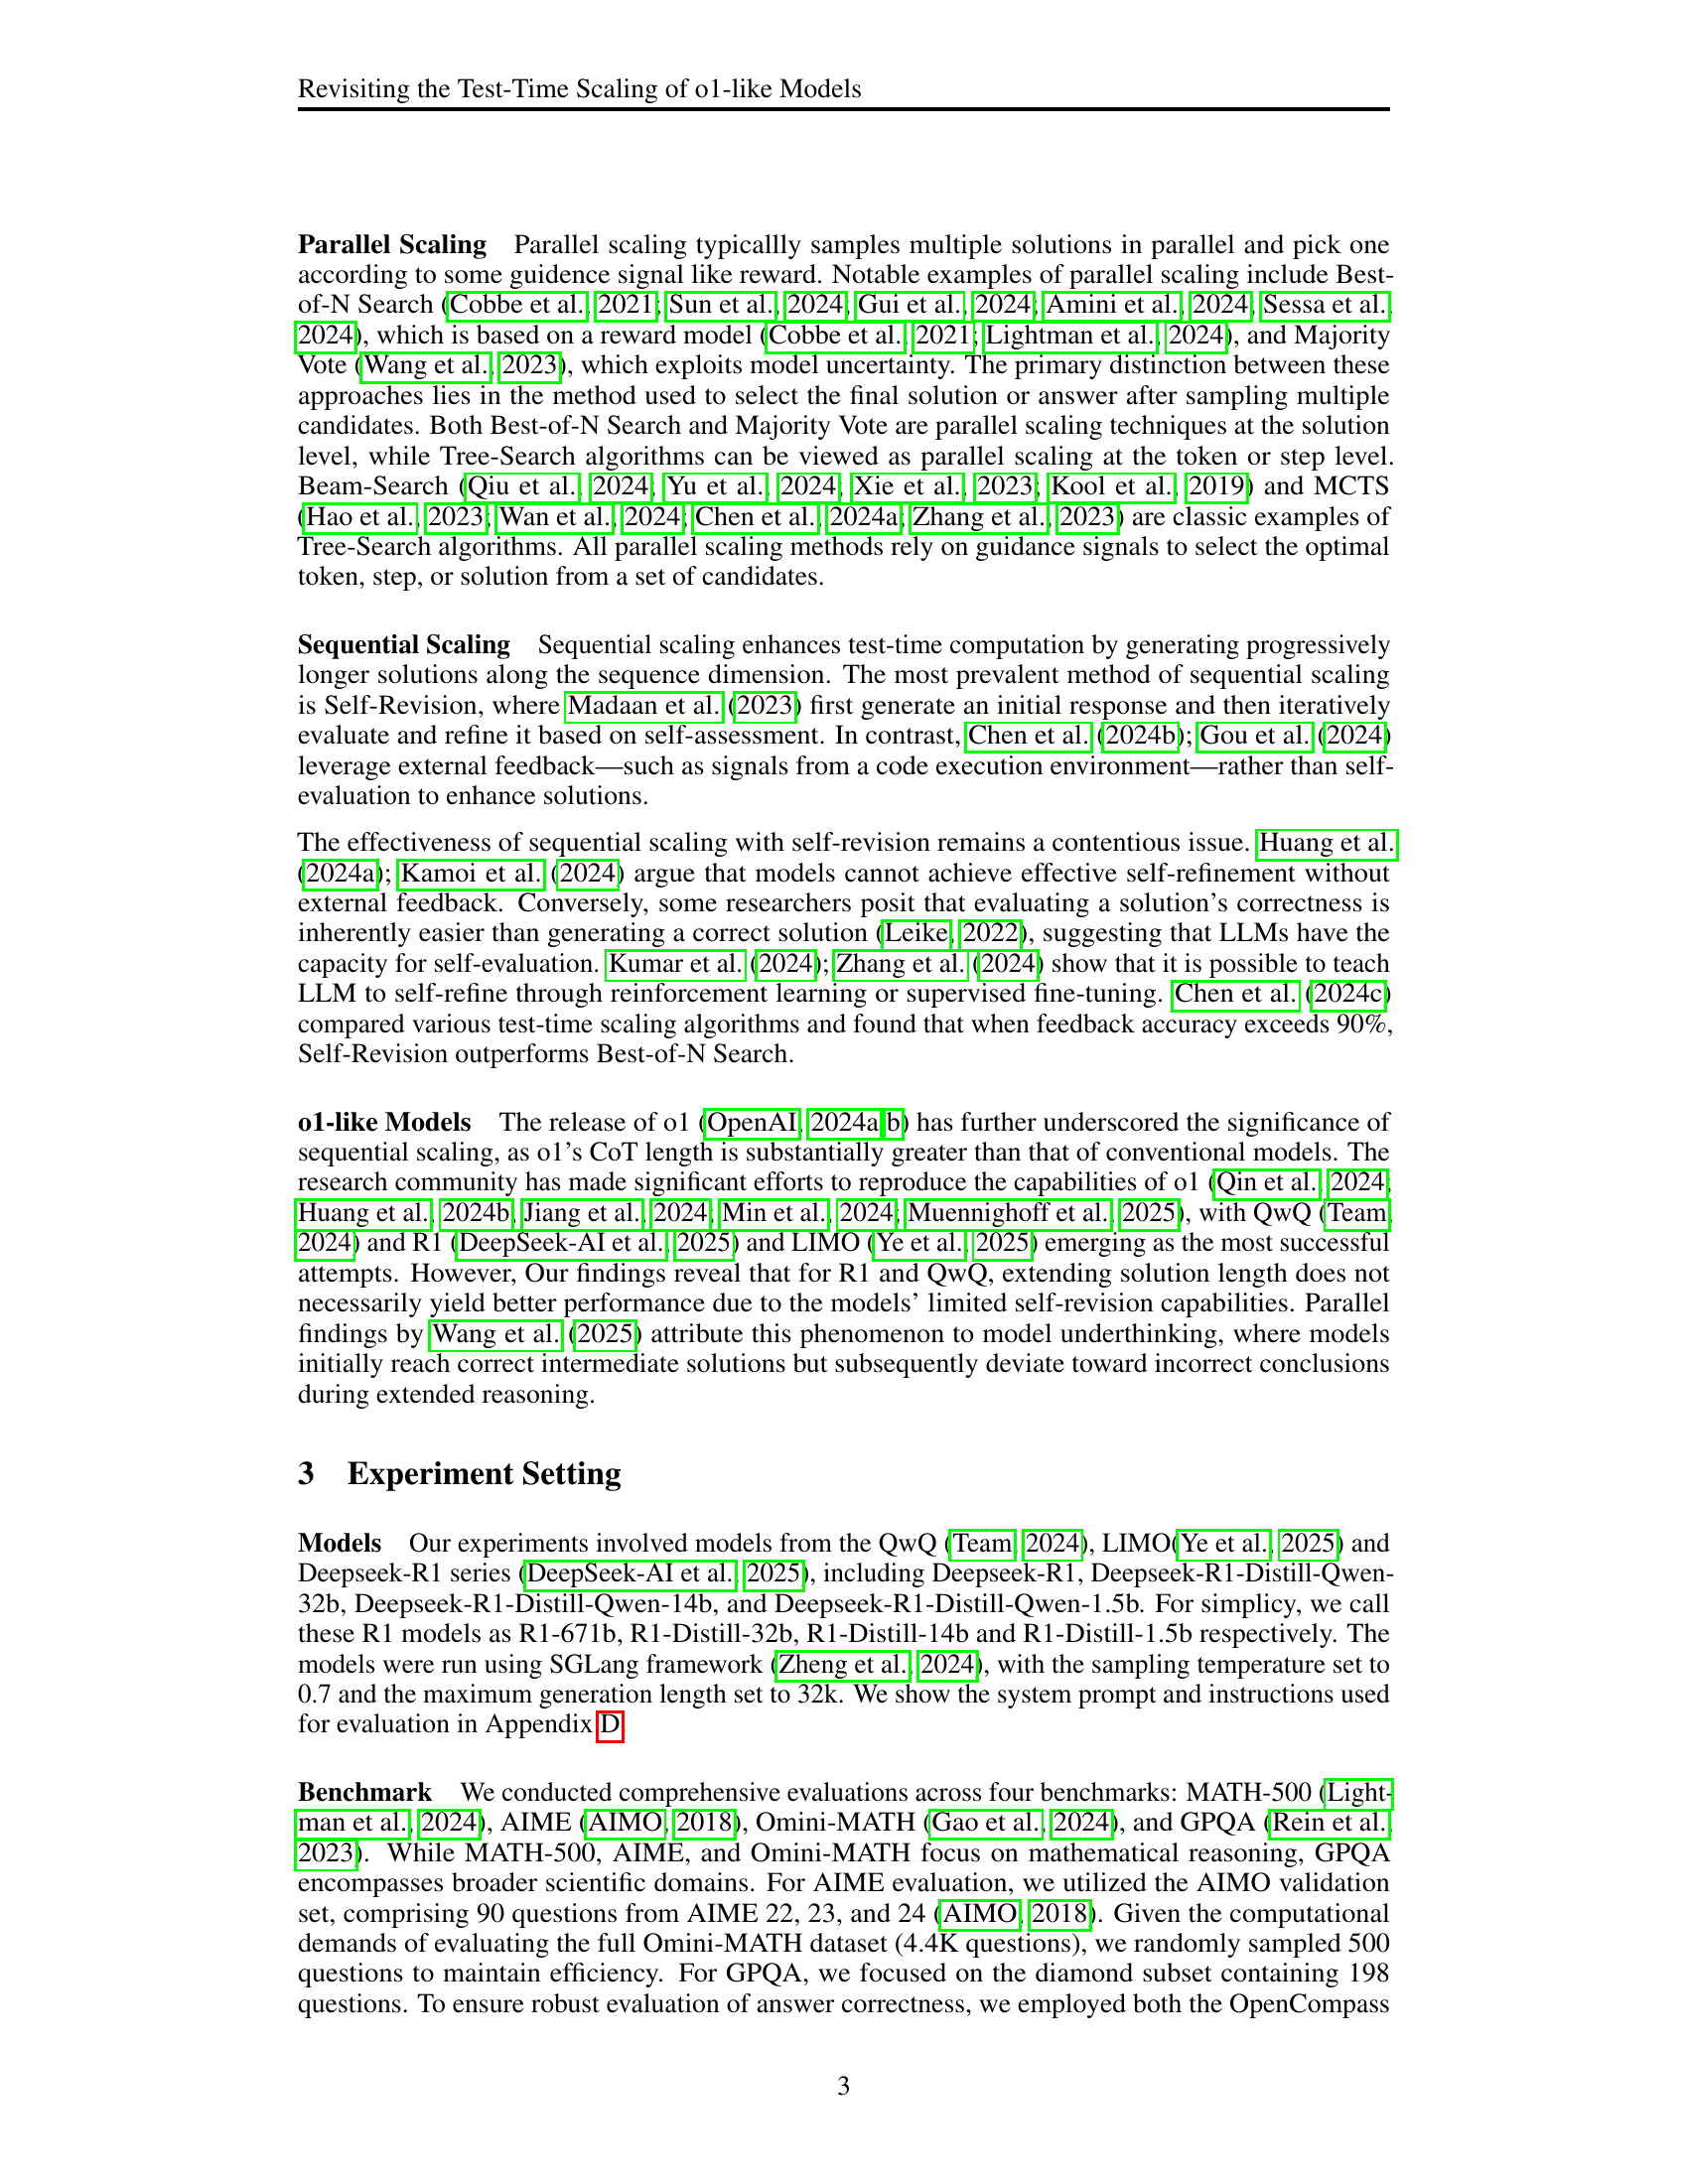 Revisiting the Test-Time Scaling of o1-like Models
Parallel Scaling Parallel scaling typicallly samples multiple solutions in parallel and pick one
according to some guidance signal like reward. Notable examples of parallel scaling include Best-
of-N Search (Cobbe et al., 2021; Sun et al., 2024; Gui et al., 2024; Amini et al., 2024; Sessa et al.,
2024), which is based on a reward model (Cobbe et al., 2021; Lightman et al., 2024), and Majority
Vote (Wang et al., 2023), which exploits model uncertainty. The primary distinction between these
approaches lies in the method used to select the final solution or answer after sampling multiple
candidates. Both Best-of-N Search and Majority Vote are parallel scaling techniques at the solution
level, while Tree-Search algorithms can be viewed as parallel scaling at the token or step level.
Beam-Search (Qiu et al., 2024; Yu et al., 2024; Xie et al., 2023; Kool et al., 2019) and MCTS
(Hao et al., 2023; Wan et al., 2024; Chen et al., 2024a; Zhang et al., 2023) are classic examples of
Tree-Search algorithms. All parallel scaling methods rely on guidance signals to select the optimal
token, step, or solution from a set of candidates.
Sequential Scaling Sequential scaling enhances test-time computation by generating progressively
longer solutions along the sequence dimension. The most prevalent method of sequential scaling
is Self-Revision, where Madaan et al. (2023) first generate an initial response and then iteratively
evaluate and refine it based on self-assessment. In contrast, Chen et al. (2024b); Gou et al. (2024)
leverage external feedback—such as signals from a code execution environment—rather than self-
evaluation to enhance solutions.
The effectiveness of sequential scaling with self-revision remains a contentious issue. Huang et al.
(2024a); Kamoi et al. (2024) argue that models cannot achieve effective self-refinement without
external feedback. Conversely, some researchers posit that evaluating a solution's correctness is
inherently easier than generating a correct solution (Leike, 2022), suggesting that LLMs have the
capacity for self-evaluation. Kumar et al. (2024); Zhang et al. (2024) show that it is possible to teach
LLM to self-refine through reinforcement learning or supervised fine-tuning. Chen et al. (2024c)
compared various test-time scaling algorithms and found that when feedback accuracy exceeds 90%,
Self-Revision outperforms Best-of-N Search.
o1-like Models The release of o1 (OpenAI, 2024a,b) has further underscored the significance of
sequential scaling, as o1's CoT length is substantially greater than that of conventional models. The
research community has made significant efforts to reproduce the capabilities of o1 (Qin et al., 2024;
Huang et al., 2024b; Jiang et al., 2024; Min et al., 2024; Muennighoff et al., 2025), with QwQ (Team,
2024) and R1 (DeepSeek-AI et al., 2025) and LIMO (Ye et al., 2025) emerging as the most successful
attempts. However, Our findings reveal that for R1 and QwQ, extending solution length does not
necessarily yield better performance due to the models' limited self-revision capabilities. Parallel
findings by Wang et al. (2025) attribute this phenomenon to model underthinking, where models
initially reach correct intermediate solutions but subsequently deviate toward incorrect conclusions
during extended reasoning.
3 Experiment Setting
Models Our experiments involved models from the QwQ (Team, 2024), LIMO(Ye et al., 2025) and
Deepseek-R1 series (DeepSeek-AI et al., 2025), including Deepseek-R1, Deepseek-R1-Distill-Qwen-
32b, Deepseek-R1-Distill-Qwen-14b, and Deepseek-R1-Distill-Qwen-1.5b. For simplicy, we call
these R1 models as R1-671b, R1-Distill-32b, R1-Distill-14b and R1-Distill-1.5b respectively. The
models were run using SGLang framework (Zheng et al., 2024), with the sampling temperature set to
0.7 and the maximum generation length set to 32k. We show the system prompt and instructions used
for evaluation in Appendix D.
Benchmark We conducted comprehensive evaluations across four benchmarks: MATH-500 (Light-
man et al., 2024), AIME (AIMO, 2018), Omini-MATH (Gao et al., 2024), and GPQA (Rein et al.,
2023). While MATH-500, AIME, and Omini-MATH focus on mathematical reasoning, GPQA
encompasses broader scientific domains. For AIME evaluation, we utilized the AIMO validation
set, comprising 90 questions from AIME 22, 23, and 24 (AIMO, 2018). Given the computational
demands of evaluating the full Omini-MATH dataset (4.4K questions), we randomly sampled 500
questions to maintain efficiency. For GPQA, we focused on the diamond subset containing 198
questions. To ensure robust evaluation of answer correctness, we employed both the OpenCompass
3